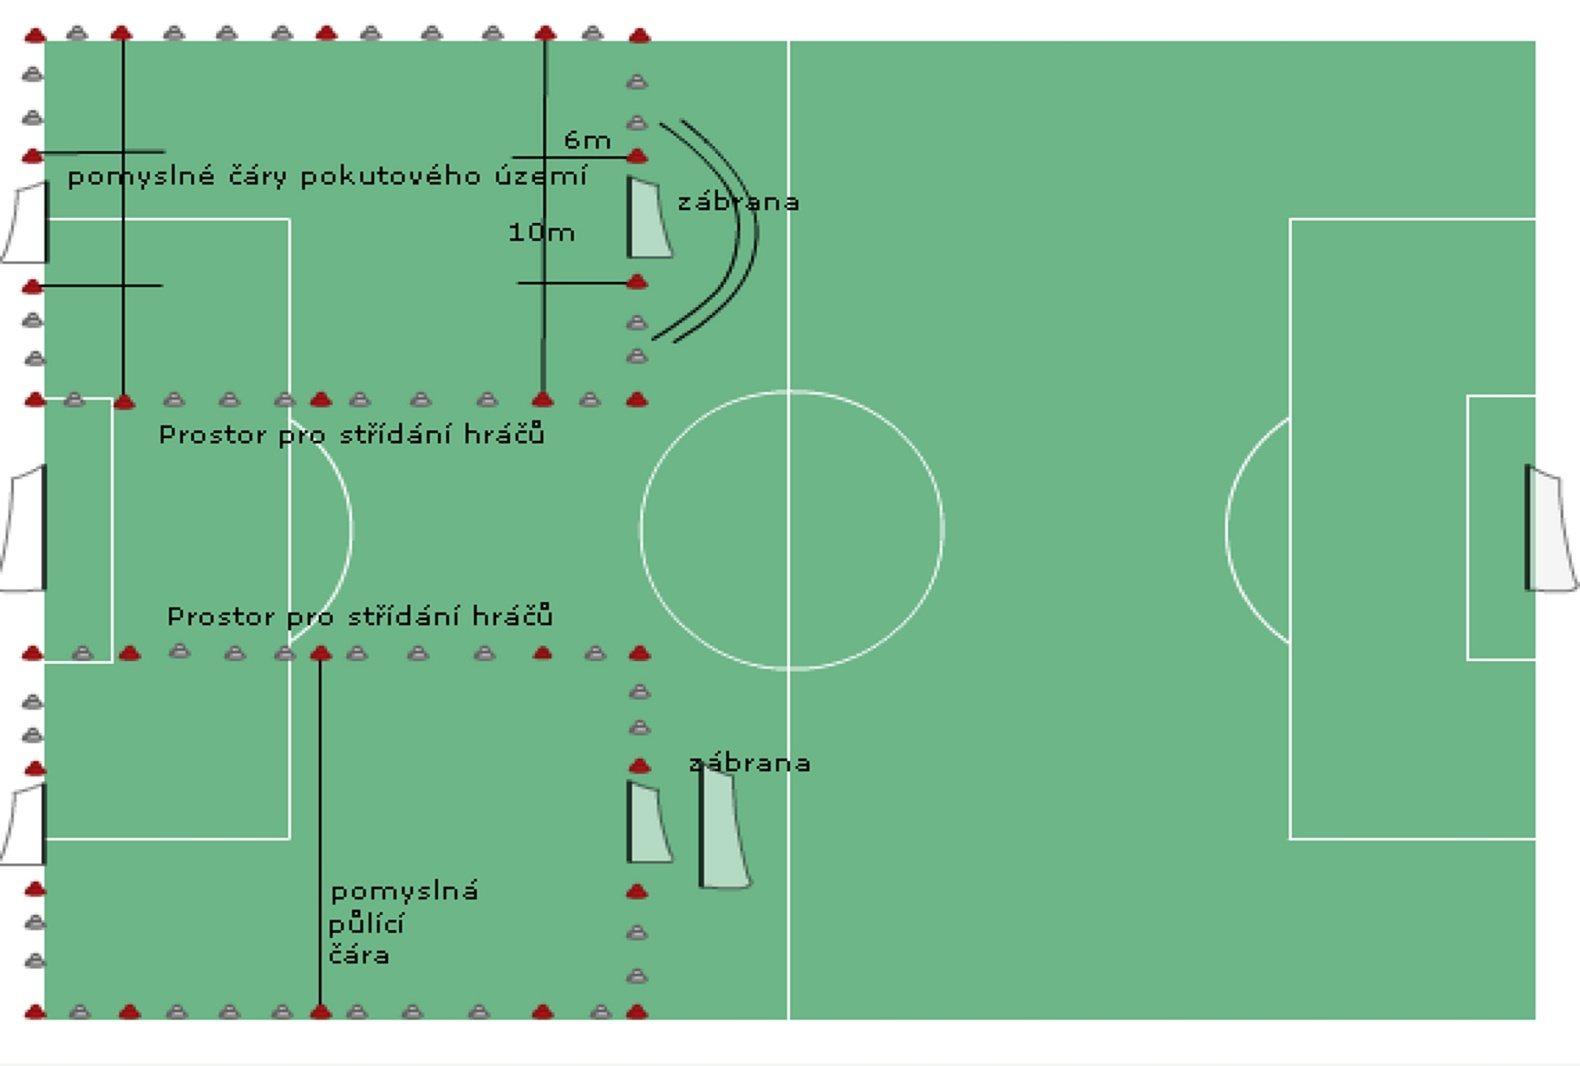 6m
pomyslné čáry pokutového území
zábrana
10m
Prostor pro střídání hráčů
Prostor pro střídání hráčů
zábrana
pomyslná
půlící
čára